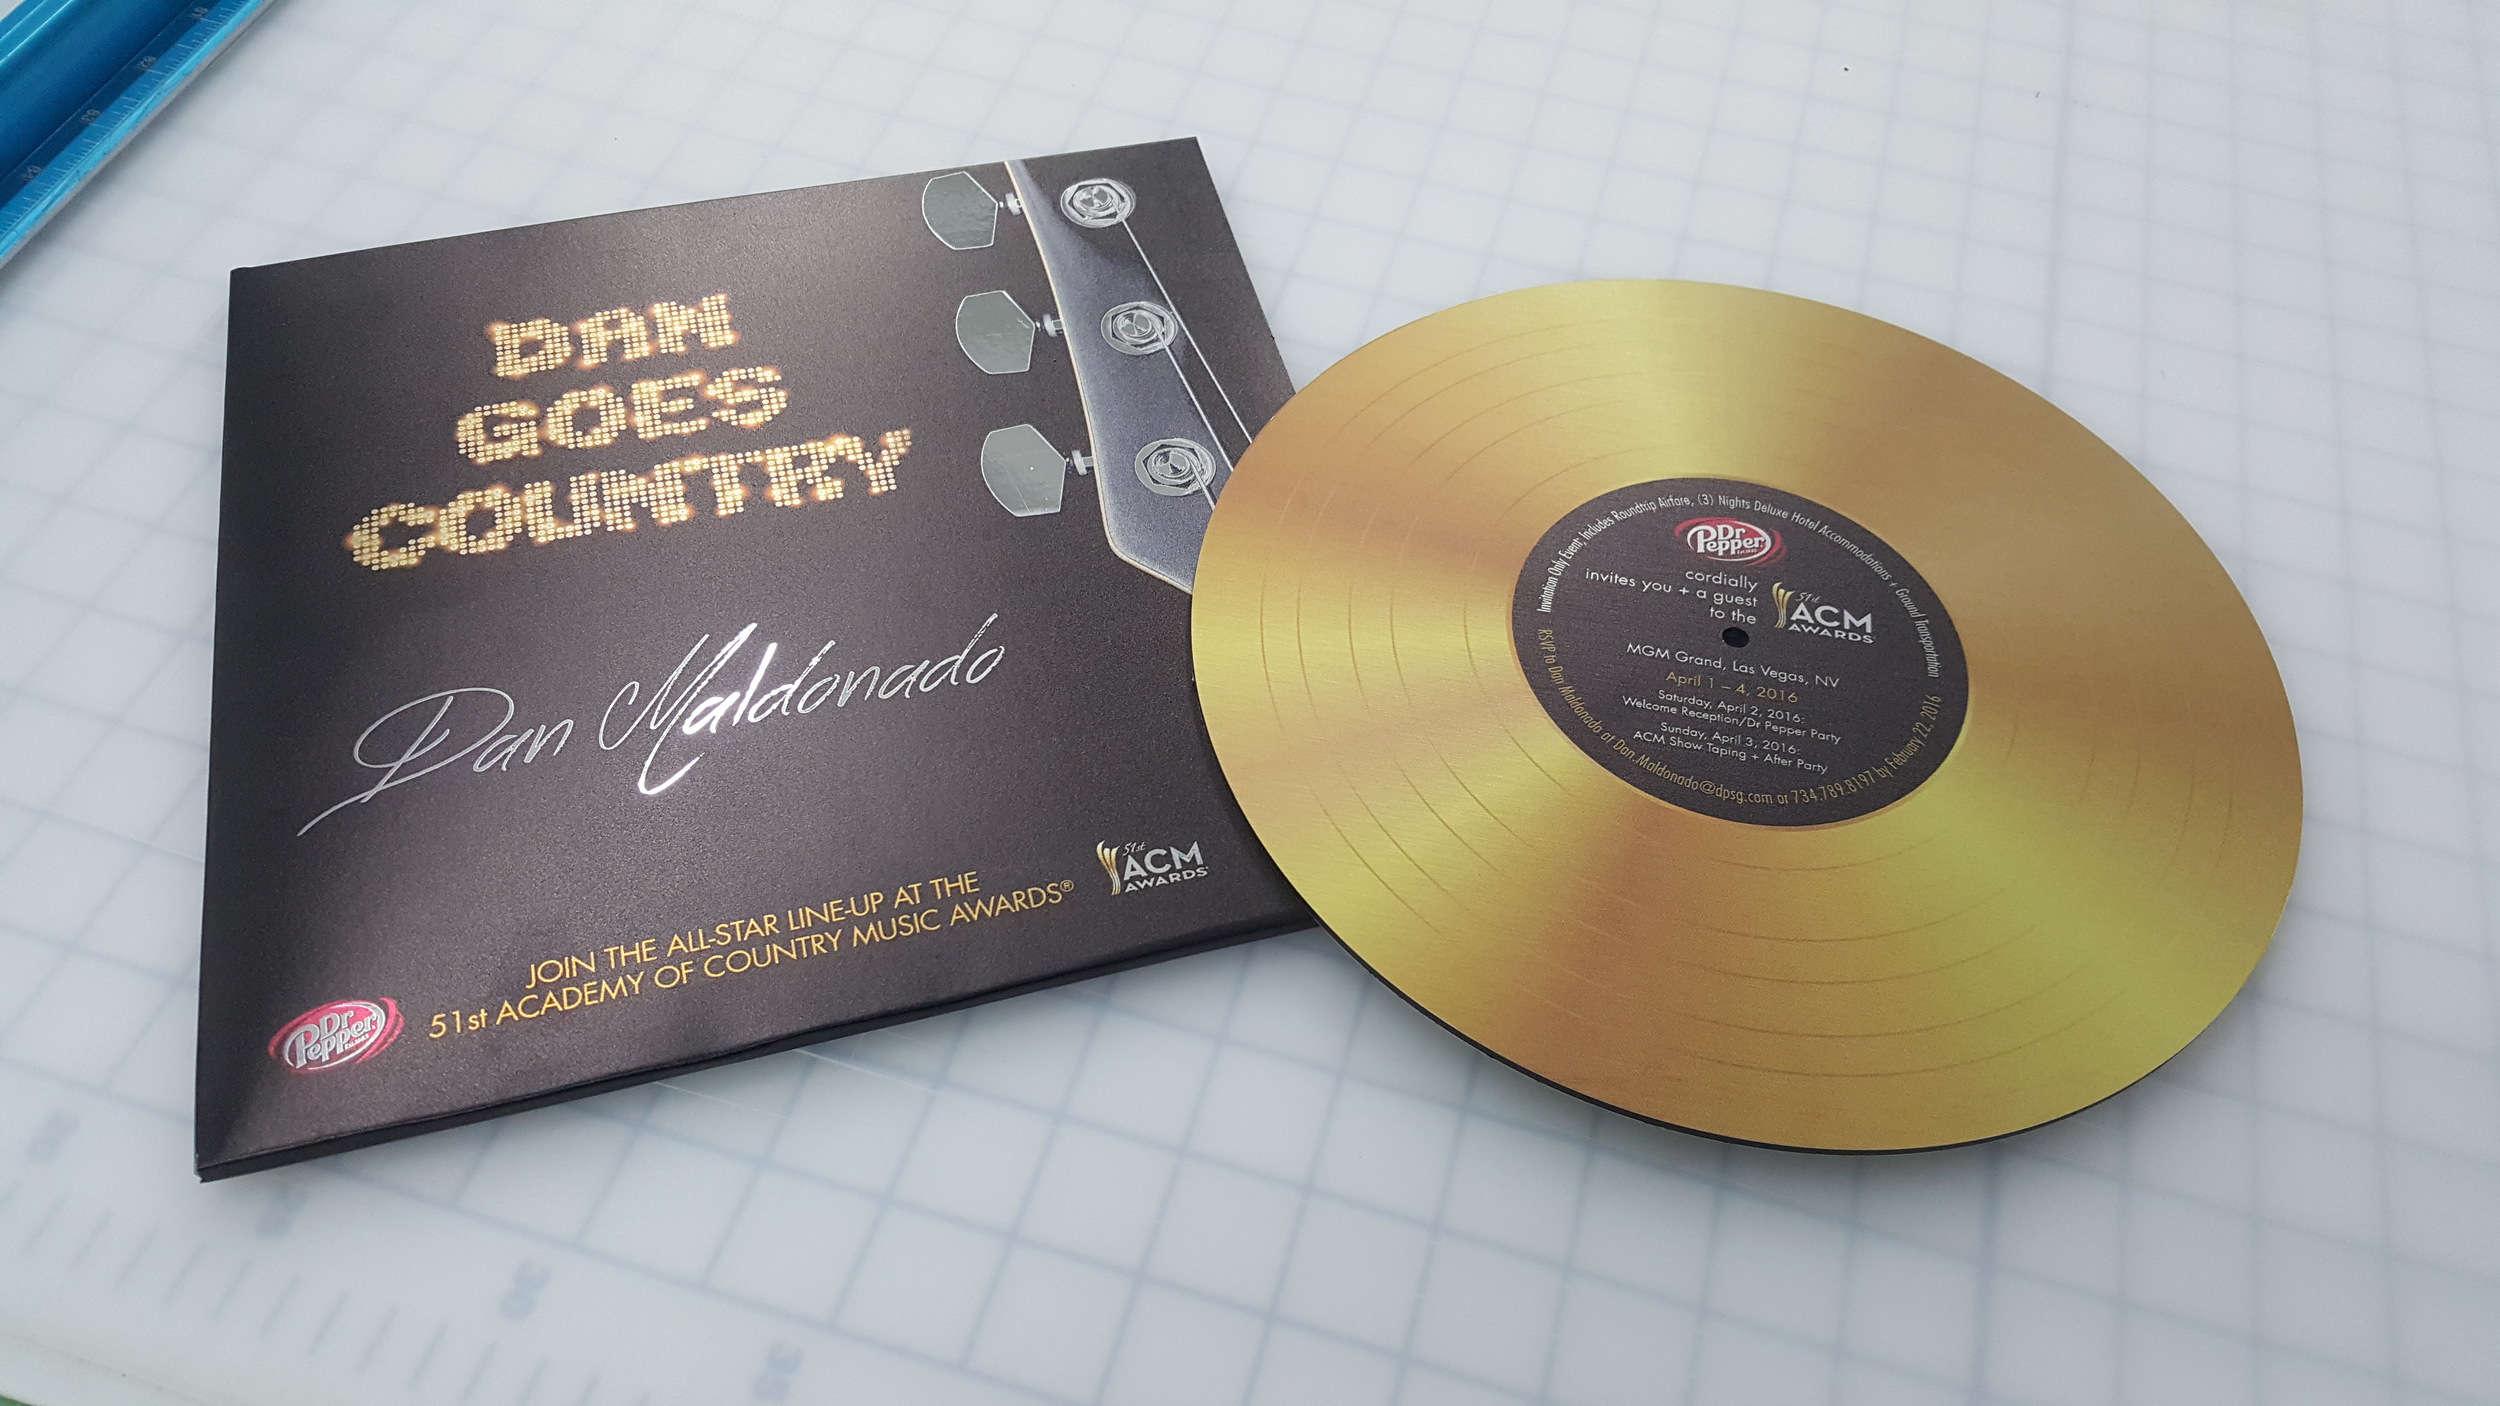 DAN
GOES
COUNTRY
Dan Maldonado
JOIN THE ALL-STAR LINE-UP AT THE
51st ACADEMY OF COUNTRY MUSIC AWARDS®
Dr Pepper
51st
ACM
AWARDS
Invitation Only Event; Includes Roundtrip Airfare, (3) Nights Deluxe Hotel Accommodations + Ground Transportation
Dr Pepper
cordially
invites you + a guest
to the
51st
ACM
AWARDS
MGM Grand, Las Vegas, NV
April 1 – 4, 2016
Saturday, April 2, 2016:
Welcome Reception/Dr Pepper Party
Sunday, April 3, 2016:
ACM Show Taping + After Party
RSVP to Dan Maldonado at Dan.Maldonado@dpsg.com or 734.789.8197 by February 22, 2016